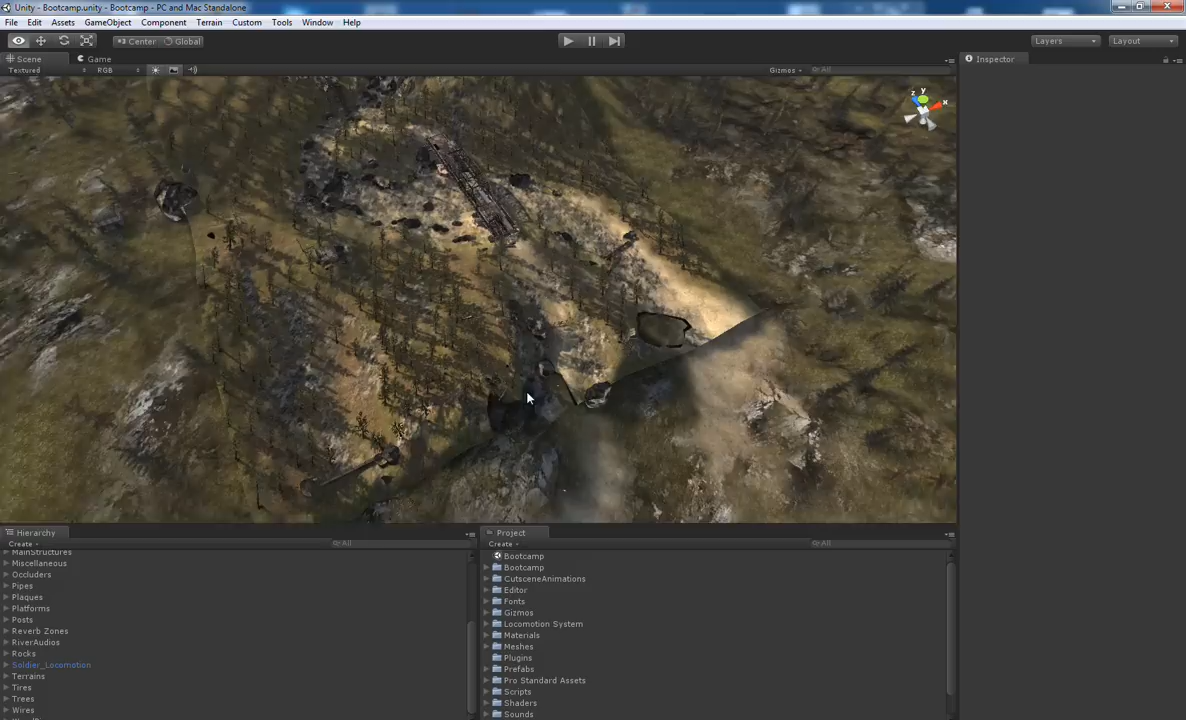 Unity - Bootcamp.unity - Bootcamp - PC and Mac Standalone
File Edit Assets GameObject Component Terrain Custom Tools Window Help
Center Global Layers Layout
Scene Game Inspector
Textured RGB Gizmos All
y
z
x
Hierarchy
Create All
MainStructures
Miscellaneous
Occluders
Pipes
Plaques
Platforms
Posts
Reverb Zones
RiverAudios
Rocks
Soldier_Locomotion
Terrains
Tires
Trees
Wires
Project
Create All
Bootcamp
Bootcamp
CutsceneAnimations
Editor
Fonts
Gizmos
Locomotion System
Materials
Meshes
Plugins
Prefabs
Pro Standard Assets
Scripts
Shaders
Sounds